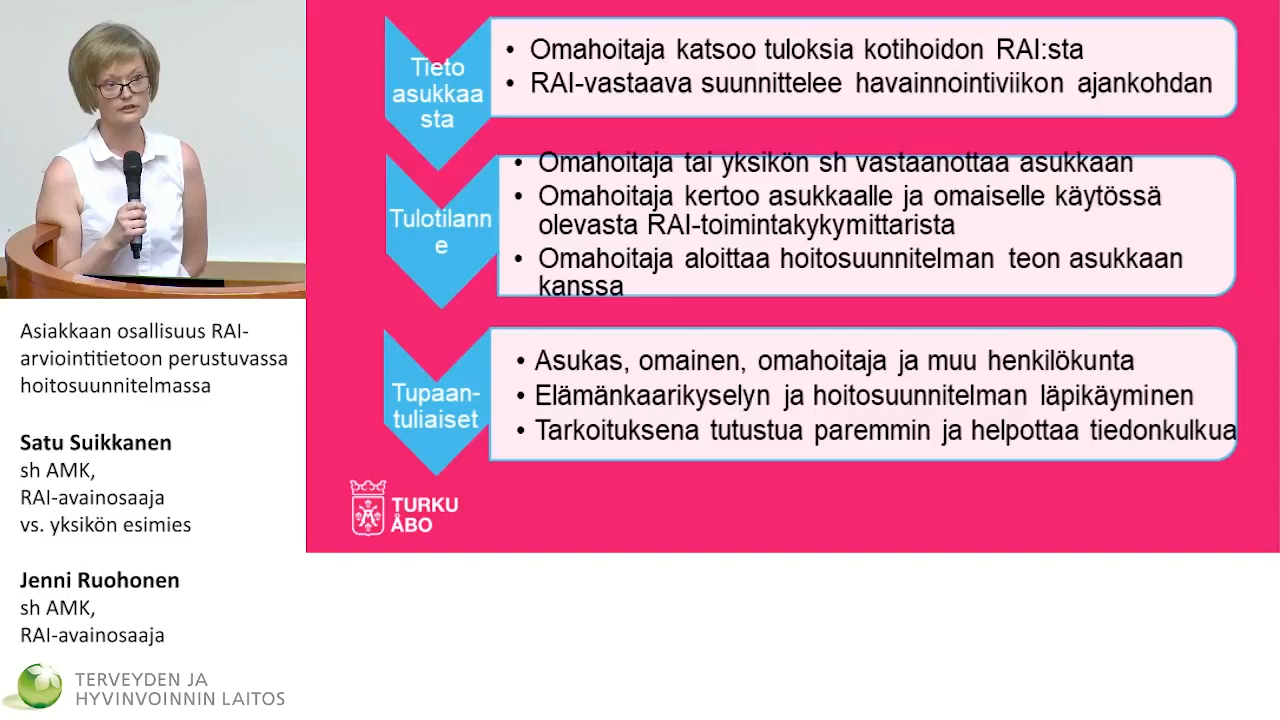 Tieto
asukkaa
sta
• Omahoitaja katsoo tuloksia kotihoidon RAI:sta
• RAI-vastaava suunnittelee havainnointiviikon ajankohdan
Tulotilann
e
• Omahoitaja tai yksikön sh vastaanottaa asukkaan
• Omahoitaja kertoo asukkaalle ja omaiselle käytössä
olevasta RAI-toimintakykymittarista
• Omahoitaja aloittaa hoitosuunnitelman teon asukkaan
kanssa
Tupaan-
tuliaiset
• Asukas, omainen, omahoitaja ja muu henkilökunta
• Elämänkaarikyselyn ja hoitosuunnitelman läpikäyminen
• Tarkoituksena tutustua paremmin ja helpottaa tiedonkulkua
TURKU
ÅBO
Asiakkaan osallisuus RAI-
arviointitietoon perustuvassa
hoitosuunnitelmassa
Satu Suikkanen
sh AMK,
RAI-avainosaaja
vs. yksikön esimies
Jenni Ruohonen
sh AMK,
RAI-avainosaaja
TERVEYDEN JA
HYVINVOINNIN LAITOS